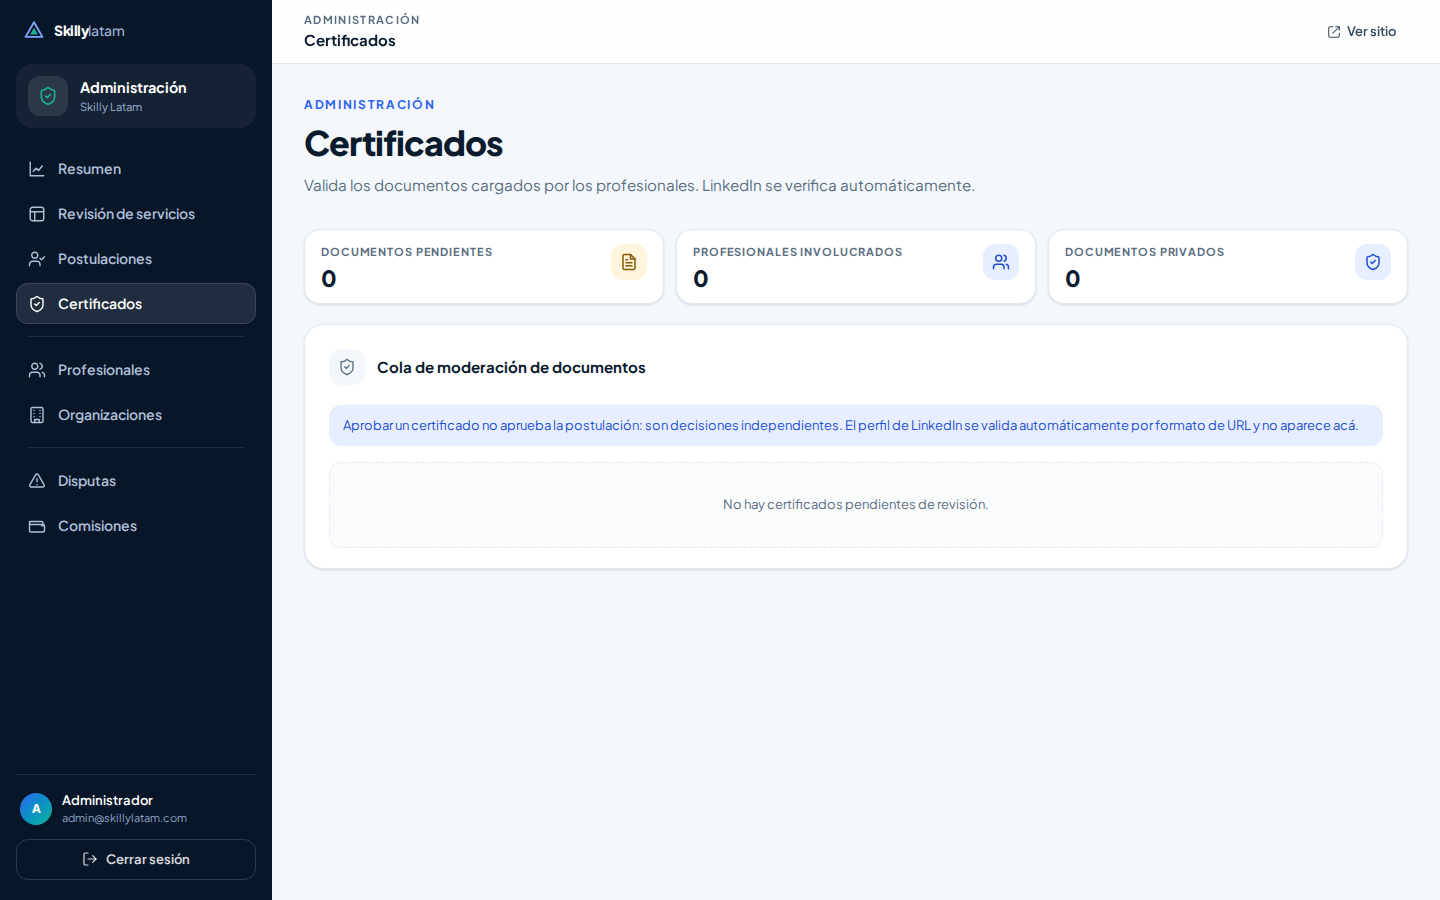 Skillylatam
Administración
Skilly Latam
Resumen
Revisión de servicios
Postulaciones
Certificados
Profesionales
Organizaciones
Disputas
Comisiones
A
Administrador
admin@skillylatam.com
Cerrar sesión
ADMINISTRACIÓN
Certificados
Ver sitio
ADMINISTRACIÓN
Certificados
Valida los documentos cargados por los profesionales. LinkedIn se verifica automáticamente.
DOCUMENTOS PENDIENTES
0
PROFESIONALES INVOLUCRADOS
0
DOCUMENTOS PRIVADOS
0
Cola de moderación de documentos
Aprobar un certificado no aprueba la postulación: son decisiones independientes. El perfil de LinkedIn se valida automáticamente por formato de URL y no aparece acá.
No hay certificados pendientes de revisión.